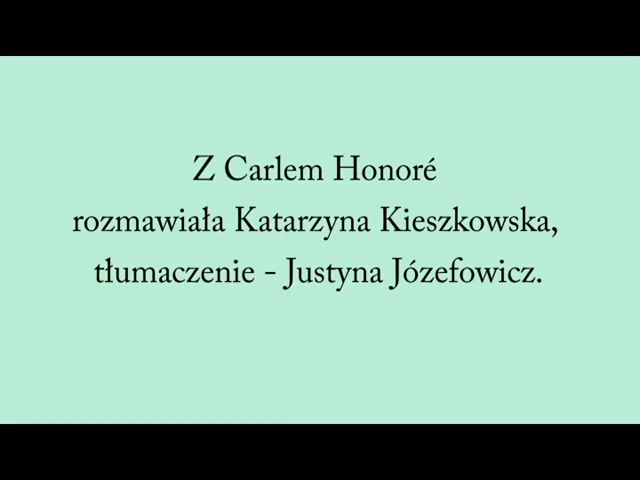 Z Carlem Honoré
rozmawiała Katarzyna Kieszkowska,
tłumaczenie - Justyna Józefowicz.